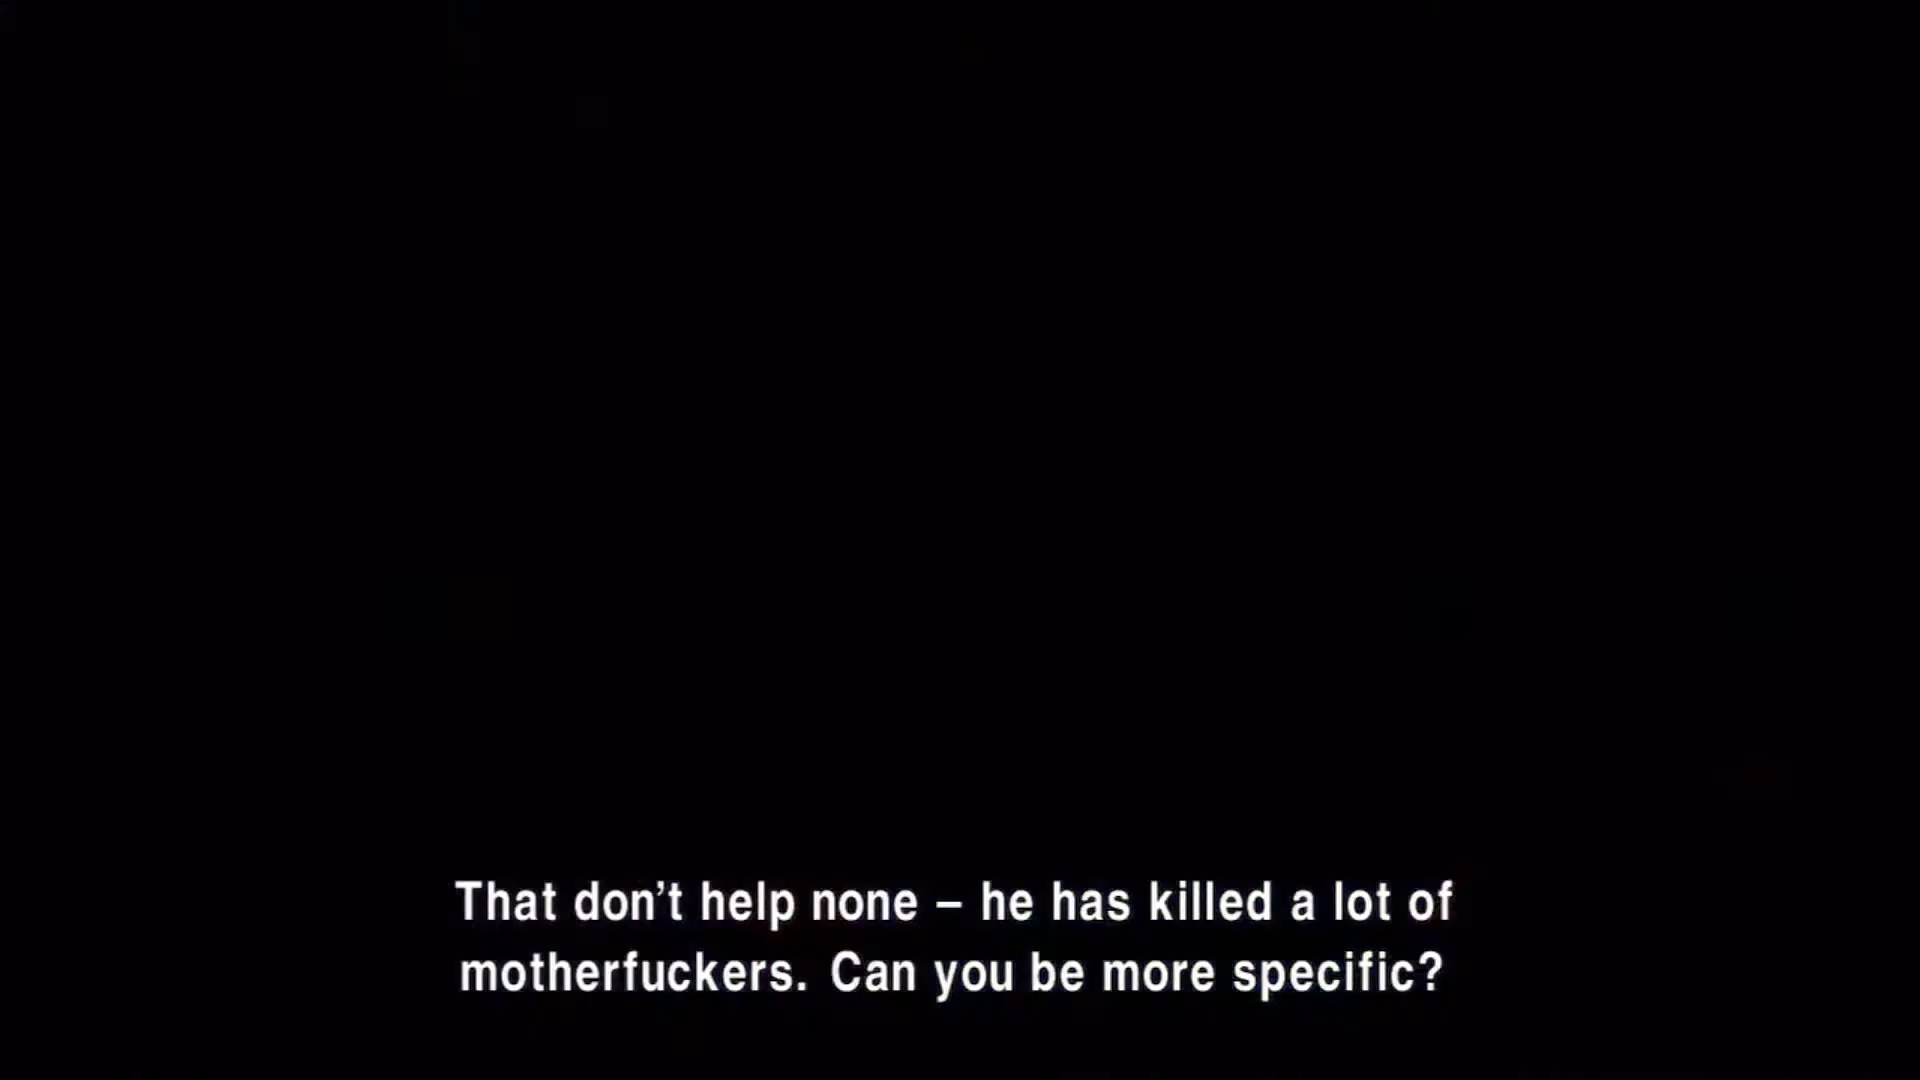 That don’t help none – he has killed a lot of
motherfuckers. Can you be more specific?